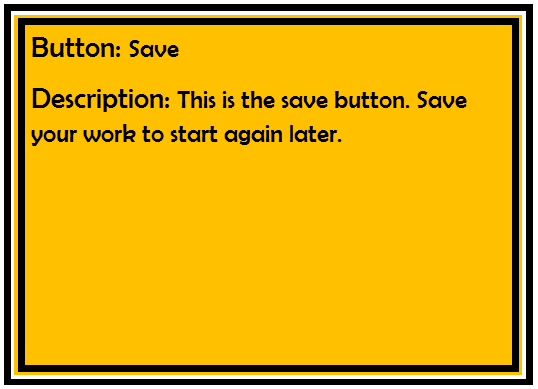 Button: Save
Description: This is the save button. Save
your work to start again later.